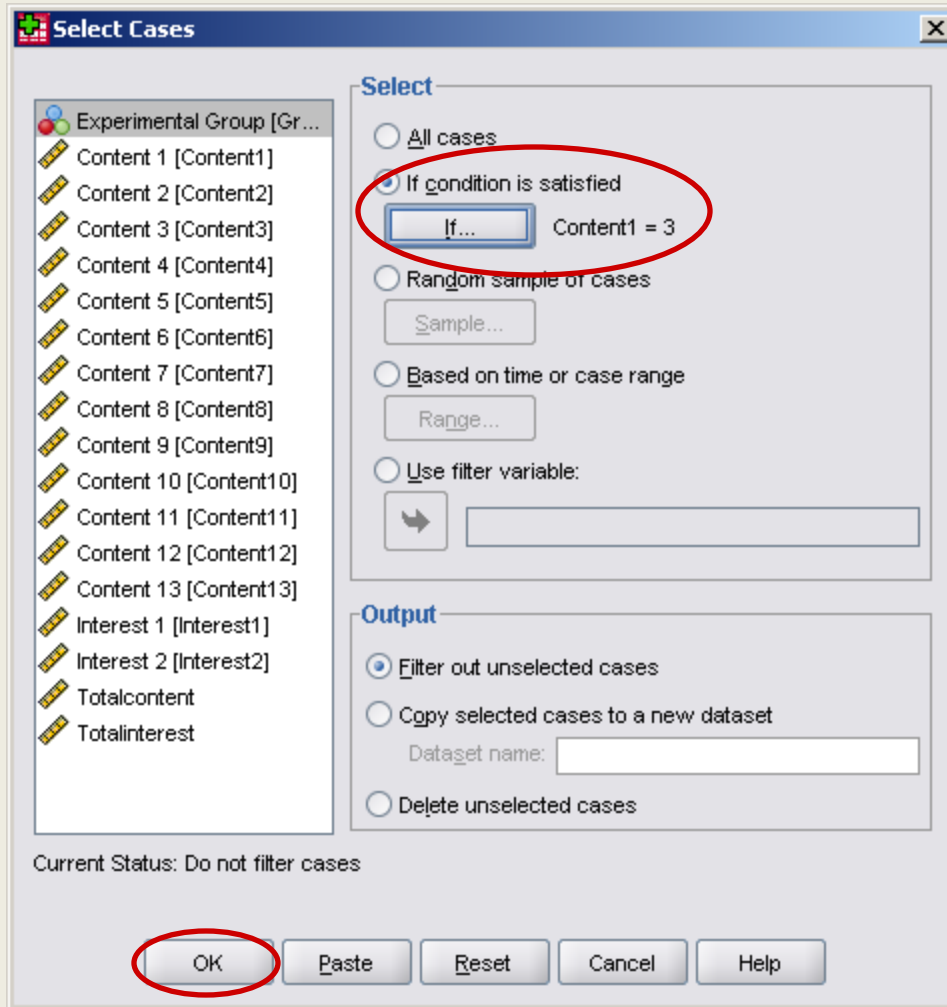 Select Cases
Experimental Group [Gr...
Content 1 [Content1]
Content 2 [Content2]
Content 3 [Content3]
Content 4 [Content4]
Content 5 [Content5]
Content 6 [Content6]
Content 7 [Content7]
Content 8 [Content8]
Content 9 [Content9]
Content 10 [Content10]
Content 11 [Content11]
Content 12 [Content12]
Content 13 [Content13]
Interest 1 [Interest1]
Interest 2 [Interest2]
Totalcontent
Totalinterest
Select
All cases
If condition is satisfied
If... Content1 = 3
Random sample of cases
Sample...
Based on time or case range
Range...
Use filter variable:
Output
Filter out unselected cases
Copy selected cases to a new dataset
Dataset name:
Delete unselected cases
Current Status: Do not filter cases
OK Paste Reset Cancel Help